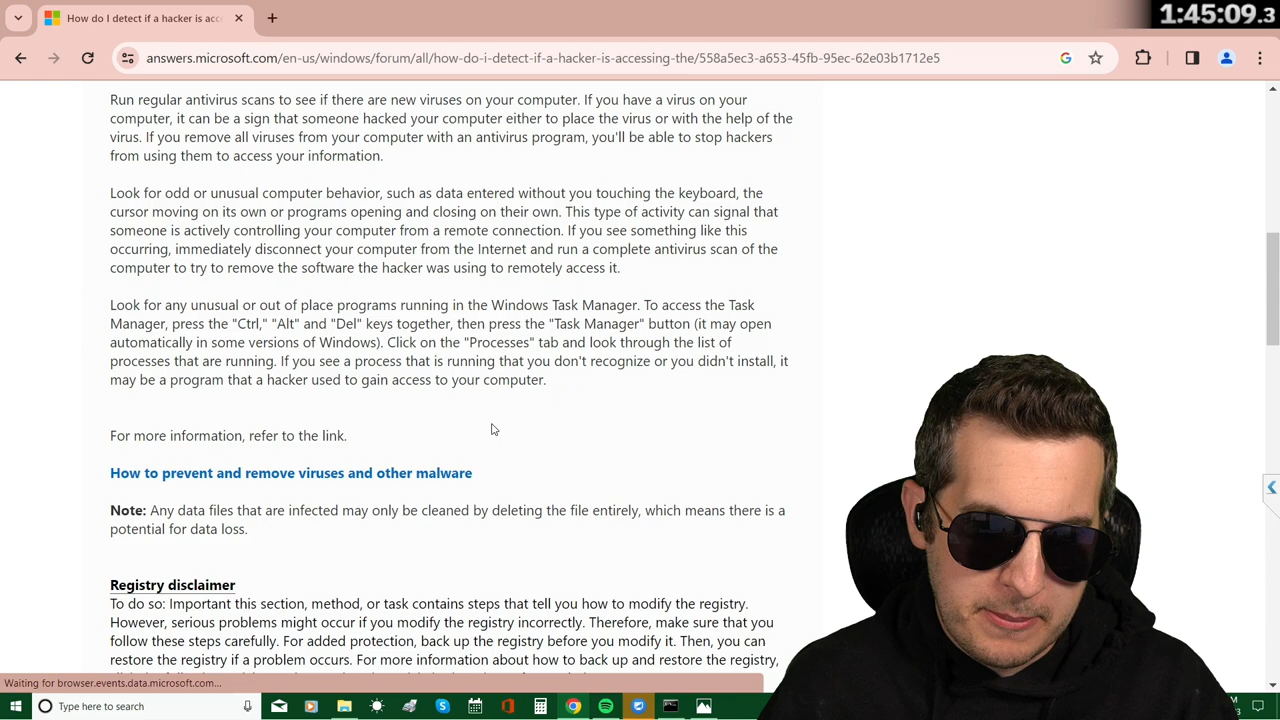 How do I detect if a hacker is acc
1:45:09.3
answers.microsoft.com/en-us/windows/forum/all/how-do-i-detect-if-a-hacker-is-accessing-the/558a5ec3-a653-45fb-95ec-62e03b1712e5
Run regular antivirus scans to see if there are new viruses on your computer. If you have a virus on your
computer, it can be a sign that someone hacked your computer either to place the virus or with the help of the
virus. If you remove all viruses from your computer with an antivirus program, you'll be able to stop hackers
from using them to access your information.
Look for odd or unusual computer behavior, such as data entered without you touching the keyboard, the
cursor moving on its own or programs opening and closing on their own. This type of activity can signal that
someone is actively controlling your computer from a remote connection. If you see something like this
occurring, immediately disconnect your computer from the Internet and run a complete antivirus scan of the
computer to try to remove the software the hacker was using to remotely access it.
Look for any unusual or out of place programs running in the Windows Task Manager. To access the Task
Manager, press the "Ctrl," "Alt" and "Del" keys together, then press the "Task Manager" button (it may open
automatically in some versions of Windows). Click on the "Processes" tab and look through the list of
processes that are running. If you see a process that is running that you don't recognize or you didn't install, it
may be a program that a hacker used to gain access to your computer.
For more information, refer to the link.
How to prevent and remove viruses and other malware
Note: Any data files that are infected may only be cleaned by deleting the file entirely, which means there is a
potential for data loss.
Registry disclaimer
To do so: Important this section, method, or task contains steps that tell you how to modify the registry.
However, serious problems might occur if you modify the registry incorrectly. Therefore, make sure that you
follow these steps carefully. For added protection, back up the registry before you modify it. Then, you can
restore the registry if a problem occurs. For more information about how to back up and restore the registry,
Waiting for browser.events.data.microsoft.com...
Type here to search